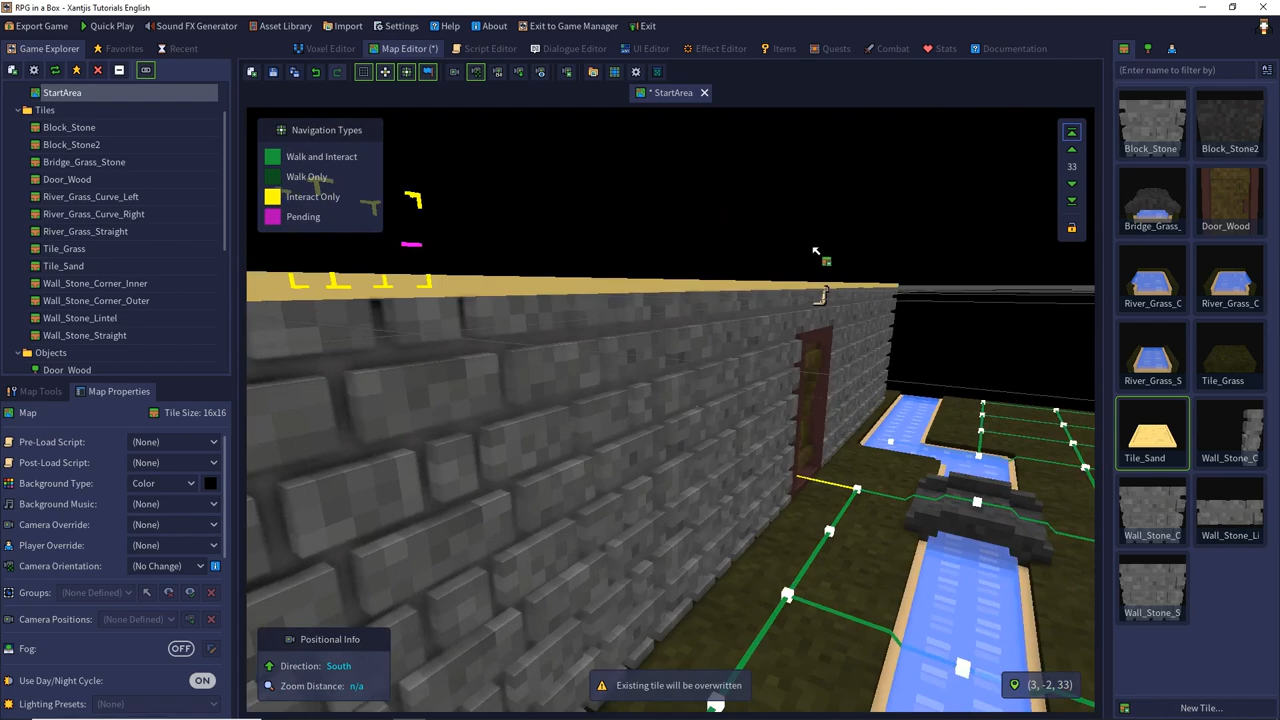 RPG in a Box - Xantjis Tutorials English
Export Game
Quick Play
Sound FX Generator
Asset Library
Import
Settings
Help
About
Exit to Game Manager
Exit
Game Explorer
Favorites
Recent
Voxel Editor
Map Editor (*)
Script Editor
Dialogue Editor
UI Editor
Effect Editor
Items
Quests
Combat
Stats
Documentation
(Enter name to filter by)
* StartArea
StartArea
Tiles
Block_Stone
Block_Stone2
Bridge_Grass_Stone
Door_Wood
River_Grass_Curve_Left
River_Grass_Curve_Right
River_Grass_Straight
Tile_Grass
Tile_Sand
Wall_Stone_Corner_Inner
Wall_Stone_Corner_Outer
Wall_Stone_Lintel
Wall_Stone_Straight
Objects
Door_Wood
Navigation Types
Walk and Interact
Walk Only
Interact Only
Pending
33
Block_Stone
Block_Stone2
Bridge_Grass_
Door_Wood
River_Grass_C
River_Grass_C
River_Grass_S
Tile_Grass
Tile_Sand
Wall_Stone_C
Wall_Stone_C
Wall_Stone_Li
Wall_Stone_S
New Tile...
Map Tools
Map Properties
Map
Tile Size: 16x16
Pre-Load Script:
(None)
Post-Load Script:
(None)
Background Type:
Color
Background Music:
(None)
Camera Override:
(None)
Player Override:
(None)
Camera Orientation:
(No Change)
Groups:
(None Defined)
Camera Positions:
(None Defined)
Fog:
OFF
Use Day/Night Cycle:
ON
Lighting Presets:
(None)
Positional Info
Direction: South
Zoom Distance: n/a
Existing tile will be overwritten
(3, -2, 33)